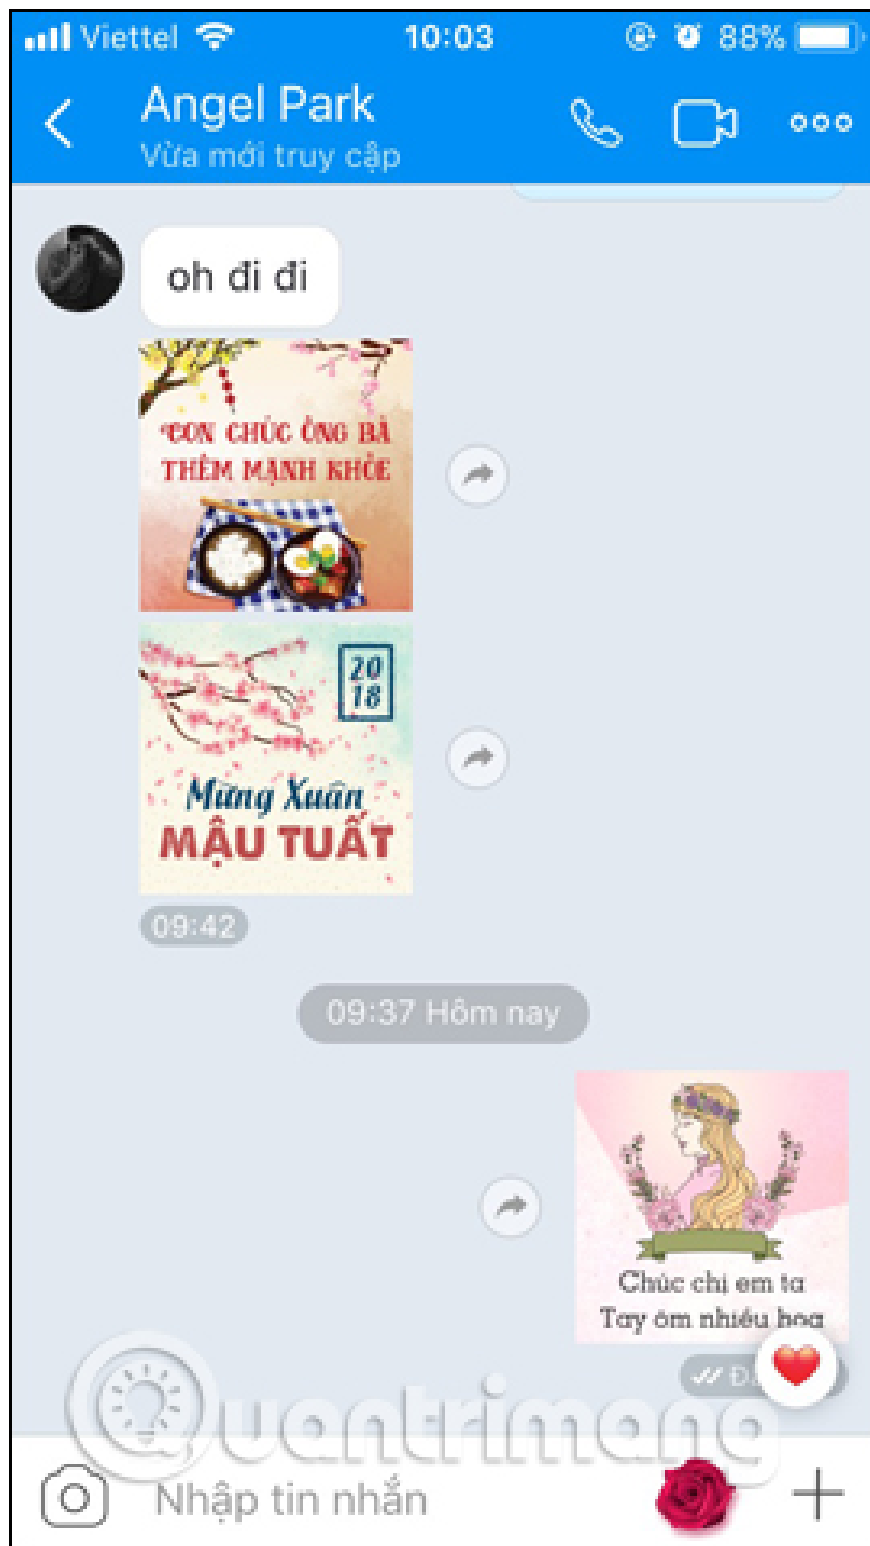 Viettel
10:03
88%
Angel Park
Vừa mới truy cập
oh đi đi
CON CHÚC ÔNG BÀ
THÊM MẠNH KHỎE
20
18
Mừng Xuân
MẬU TUẤT
09:42
09:37 Hôm nay
Chúc chị em ta
Tay ôm nhiều hoa
Quantrimang
Nhập tin nhắn